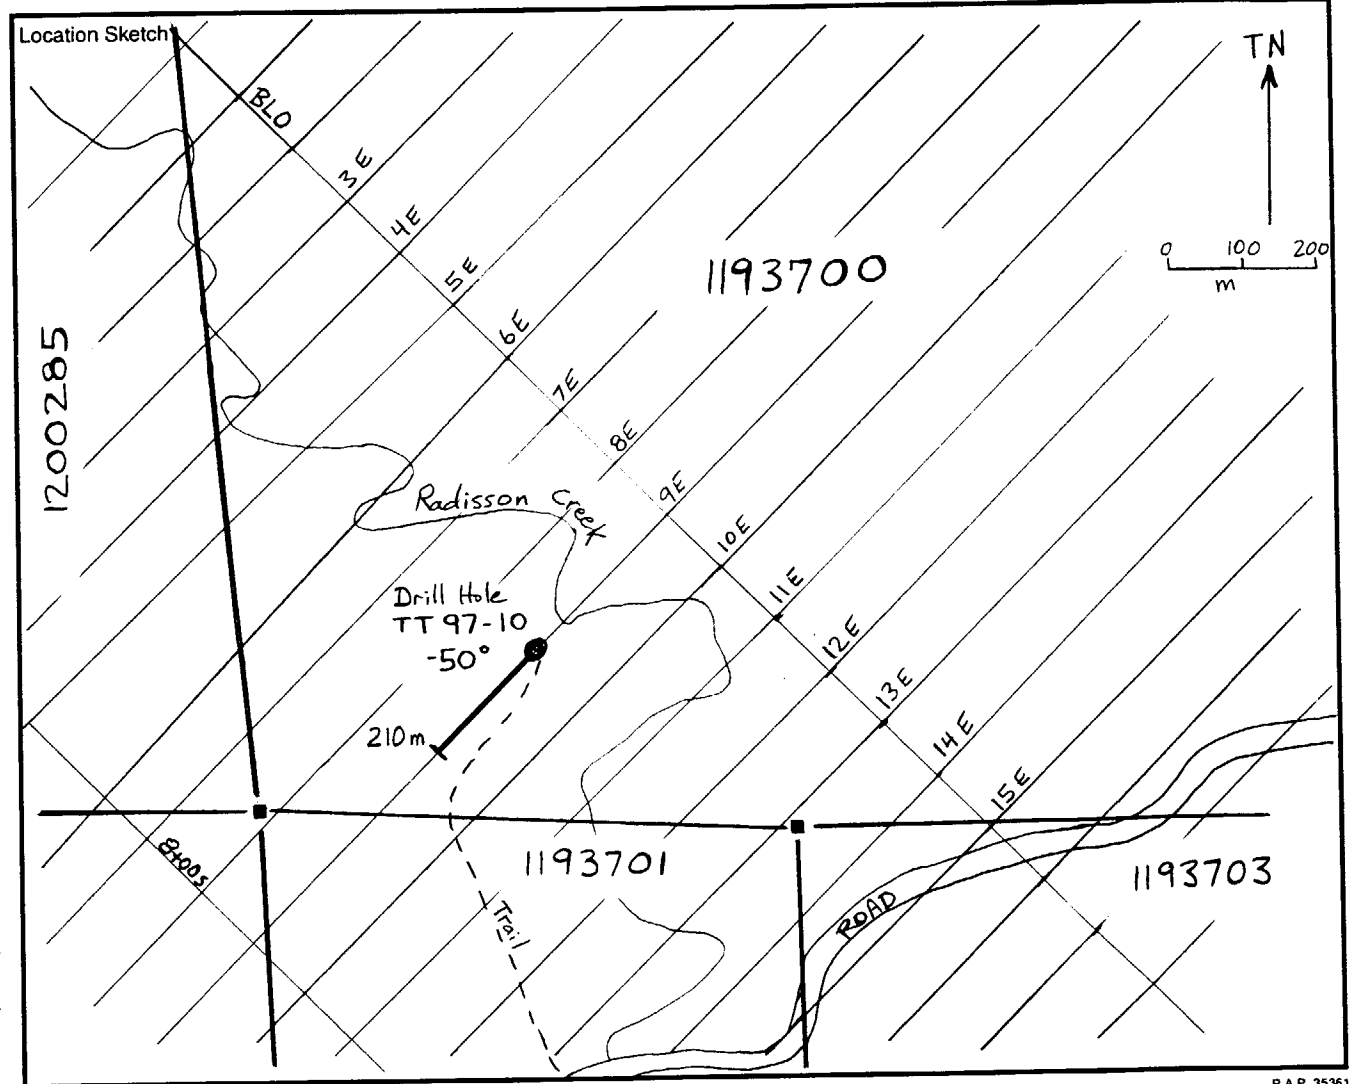 Location Sketch
TN
BLO
3E
4E
5E
6E
7E
8E
9E
10E
11E
12E
13E
14E
15E
0 100 200
m
1193700
1200285
Radisson Creek
Drill Hole
TT 97-10
-50°
210m
8+00S
1193701
1193703
Trail
ROAD
R.A.P. 35361